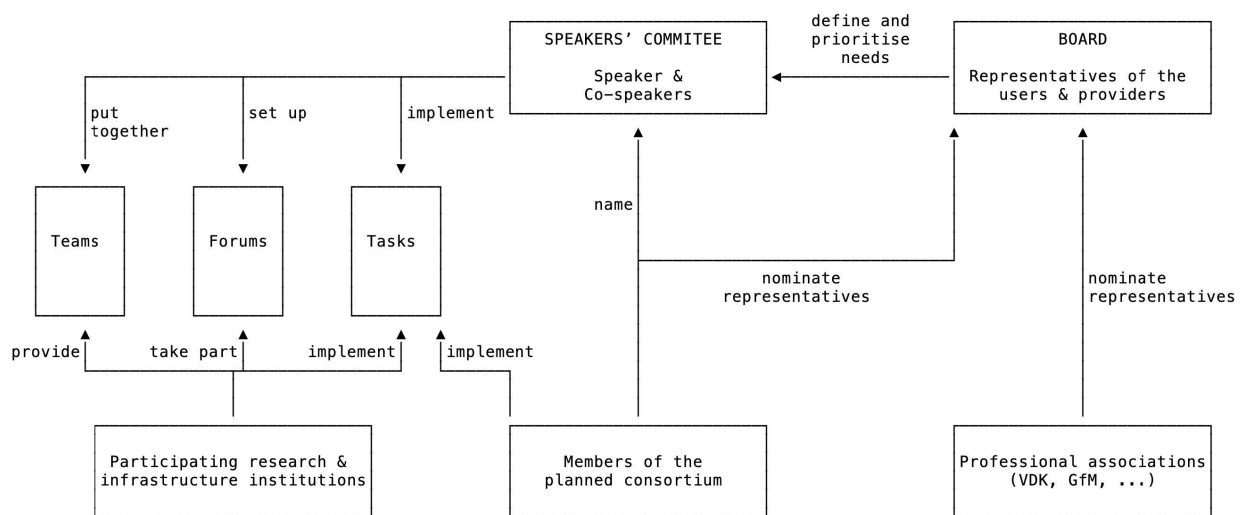 define and
prioritise
needs
SPEAKERS’ COMMITEE
Speaker &
Co–speakers
BOARD
Representatives of the
users & providers
put
together
set up
implement
Teams
Forums
Tasks
name
nominate
representatives
nominate
representatives
provide
take part
implement
implement
Participating research &
infrastructure institutions
Members of the
planned consortium
Professional associations
(VDK, GfM, ...)